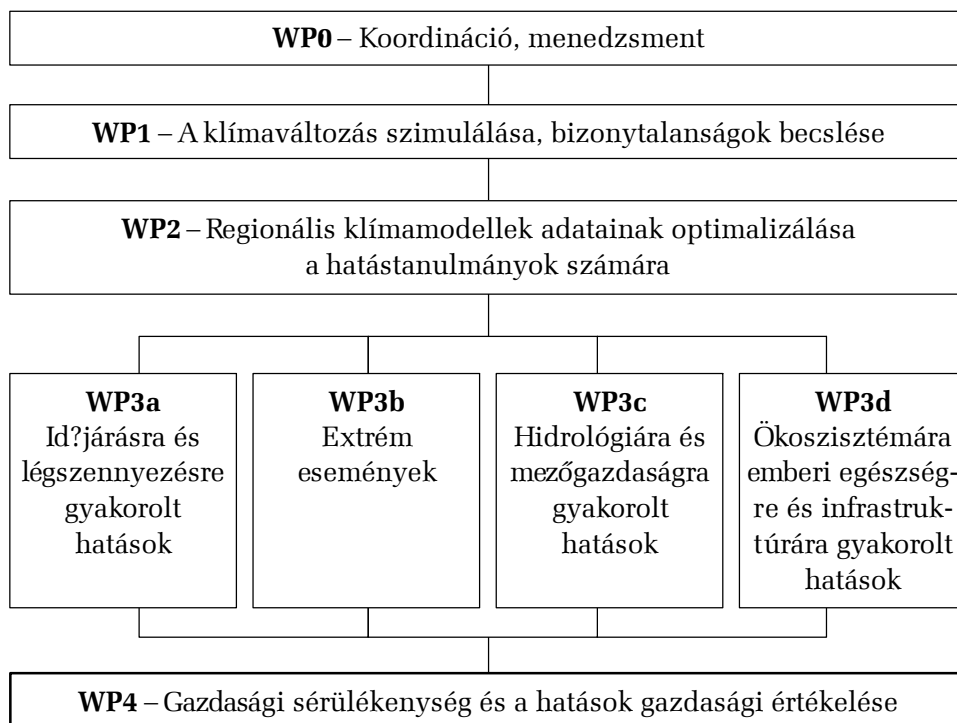 WP0 – Koordináció, menedzsment
WP1 – A klímaváltozás szimulálása, bizonytalanságok becslése
WP2 – Regionális klímamodellek adatainak optimalizálása
a hatástanulmányok számára
WP3a
Id?járásra és
légszennyezésre
gyakorolt
hatások
WP3b
Extrém
események
WP3c
Hidrológiára és
mezőgazdaságra
gyakorolt
hatások
WP3d
Ökoszisztémára
emberi egészség-
re és infrastruk-
túrára gyakorolt
hatások
WP4 – Gazdasági sérülékenység és a hatások gazdasági értékelése